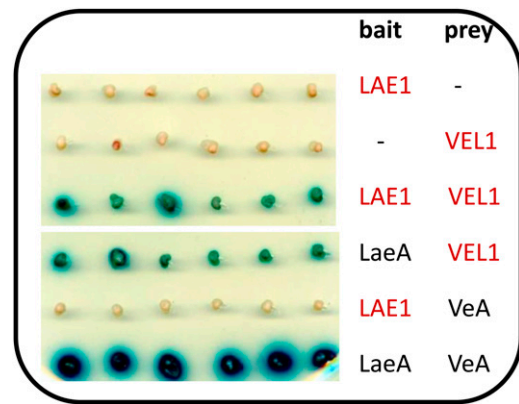 bait prey
LAE1 -
- VEL1
LAE1 VEL1
LaeA VEL1
LAE1 VeA
LaeA VeA